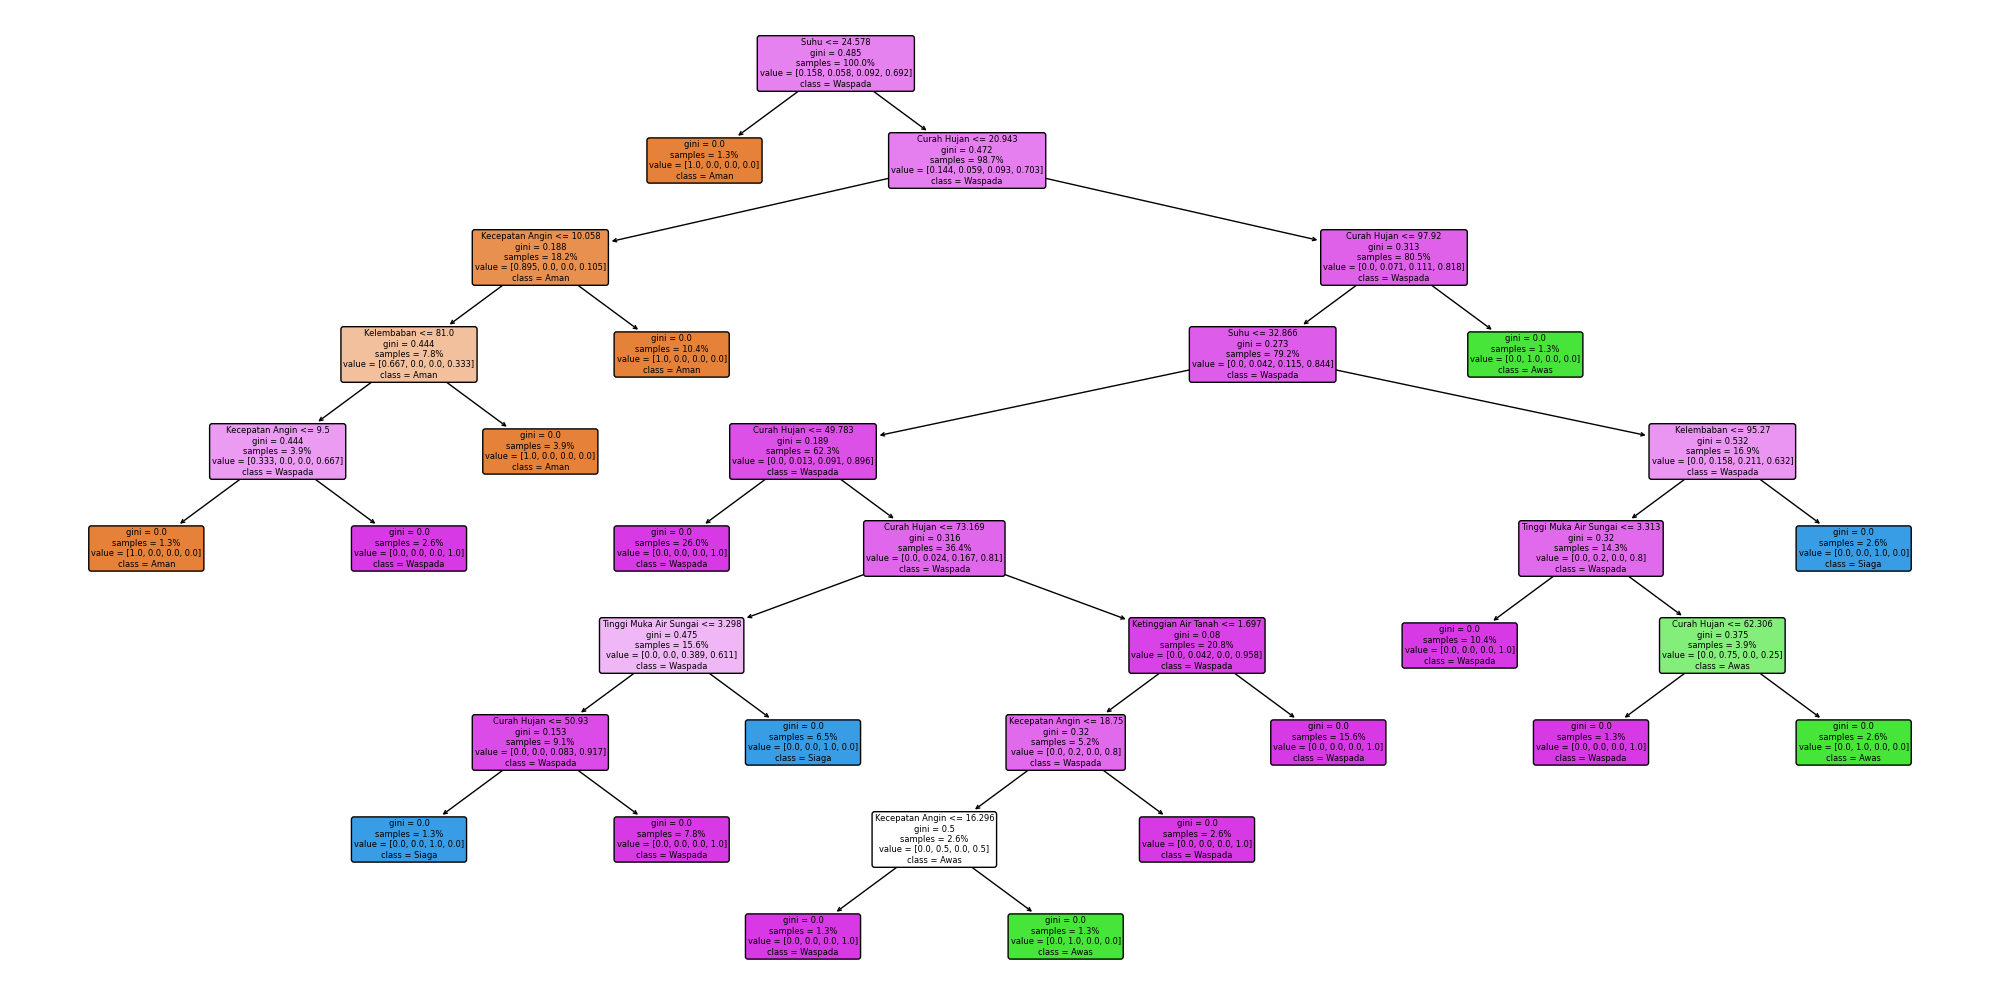 Suhu <= 24.578
gini = 0.485
samples = 100.0%
value = [0.158, 0.058, 0.092, 0.692]
class = Waspada
gini = 0.0
samples = 1.3%
value = [1.0, 0.0, 0.0, 0.0]
class = Aman
Curah Hujan <= 20.943
gini = 0.472
samples = 98.7%
value = [0.144, 0.059, 0.093, 0.703]
class = Waspada
Kecepatan Angin <= 10.058
gini = 0.188
samples = 18.2%
value = [0.895, 0.0, 0.0, 0.105]
class = Aman
Curah Hujan <= 97.92
gini = 0.313
samples = 80.5%
value = [0.0, 0.071, 0.111, 0.818]
class = Waspada
Kelembaban <= 81.0
gini = 0.444
samples = 7.8%
value = [0.667, 0.0, 0.0, 0.333]
class = Aman
gini = 0.0
samples = 10.4%
value = [1.0, 0.0, 0.0, 0.0]
class = Aman
Suhu <= 32.866
gini = 0.273
samples = 79.2%
value = [0.0, 0.042, 0.115, 0.844]
class = Waspada
gini = 0.0
samples = 1.3%
value = [0.0, 1.0, 0.0, 0.0]
class = Awas
Kecepatan Angin <= 9.5
gini = 0.444
samples = 3.9%
value = [0.333, 0.0, 0.0, 0.667]
class = Waspada
gini = 0.0
samples = 3.9%
value = [1.0, 0.0, 0.0, 0.0]
class = Aman
Curah Hujan <= 49.783
gini = 0.189
samples = 62.3%
value = [0.0, 0.013, 0.091, 0.896]
class = Waspada
Kelembaban <= 95.27
gini = 0.532
samples = 16.9%
value = [0.0, 0.158, 0.211, 0.632]
class = Waspada
gini = 0.0
samples = 1.3%
value = [1.0, 0.0, 0.0, 0.0]
class = Aman
gini = 0.0
samples = 2.6%
value = [0.0, 0.0, 0.0, 1.0]
class = Waspada
gini = 0.0
samples = 26.0%
value = [0.0, 0.0, 0.0, 1.0]
class = Waspada
Curah Hujan <= 73.169
gini = 0.316
samples = 36.4%
value = [0.0, 0.024, 0.167, 0.81]
class = Waspada
Tinggi Muka Air Sungai <= 3.313
gini = 0.32
samples = 14.3%
value = [0.0, 0.2, 0.0, 0.8]
class = Waspada
gini = 0.0
samples = 2.6%
value = [0.0, 0.0, 1.0, 0.0]
class = Siaga
Tinggi Muka Air Sungai <= 3.298
gini = 0.475
samples = 15.6%
value = [0.0, 0.0, 0.389, 0.611]
class = Waspada
Ketinggian Air Tanah <= 1.697
gini = 0.08
samples = 20.8%
value = [0.0, 0.042, 0.0, 0.958]
class = Waspada
gini = 0.0
samples = 10.4%
value = [0.0, 0.0, 0.0, 1.0]
class = Waspada
Curah Hujan <= 62.306
gini = 0.375
samples = 3.9%
value = [0.0, 0.75, 0.0, 0.25]
class = Awas
Curah Hujan <= 50.93
gini = 0.153
samples = 9.1%
value = [0.0, 0.0, 0.083, 0.917]
class = Waspada
gini = 0.0
samples = 6.5%
value = [0.0, 0.0, 1.0, 0.0]
class = Siaga
Kecepatan Angin <= 18.75
gini = 0.32
samples = 5.2%
value = [0.0, 0.2, 0.0, 0.8]
class = Waspada
gini = 0.0
samples = 15.6%
value = [0.0, 0.0, 0.0, 1.0]
class = Waspada
gini = 0.0
samples = 1.3%
value = [0.0, 0.0, 0.0, 1.0]
class = Waspada
gini = 0.0
samples = 2.6%
value = [0.0, 1.0, 0.0, 0.0]
class = Awas
gini = 0.0
samples = 1.3%
value = [0.0, 0.0, 1.0, 0.0]
class = Siaga
gini = 0.0
samples = 7.8%
value = [0.0, 0.0, 0.0, 1.0]
class = Waspada
Kecepatan Angin <= 16.296
gini = 0.5
samples = 2.6%
value = [0.0, 0.5, 0.0, 0.5]
class = Awas
gini = 0.0
samples = 2.6%
value = [0.0, 0.0, 0.0, 1.0]
class = Waspada
gini = 0.0
samples = 1.3%
value = [0.0, 0.0, 0.0, 1.0]
class = Waspada
gini = 0.0
samples = 1.3%
value = [0.0, 1.0, 0.0, 0.0]
class = Awas